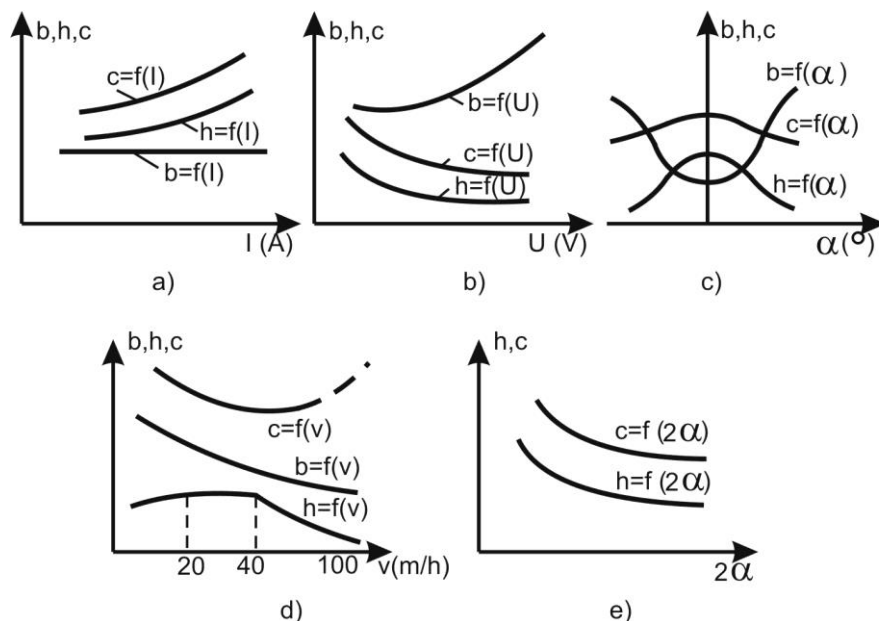 b,h,c
c=f(I)
h=f(I)
b=f(I)
I (A)
a)
b,h,c
b=f(U)
c=f(U)
h=f(U)
U (V)
b)
b,h,c
b=f(α)
c=f(α)
h=f(α)
α(°)
c)
b,h,c
c=f(v)
b=f(v)
h=f(v)
20 40 100 v(m/h)
d)
h,c
c=f (2α)
h=f (2α)
2α
e)